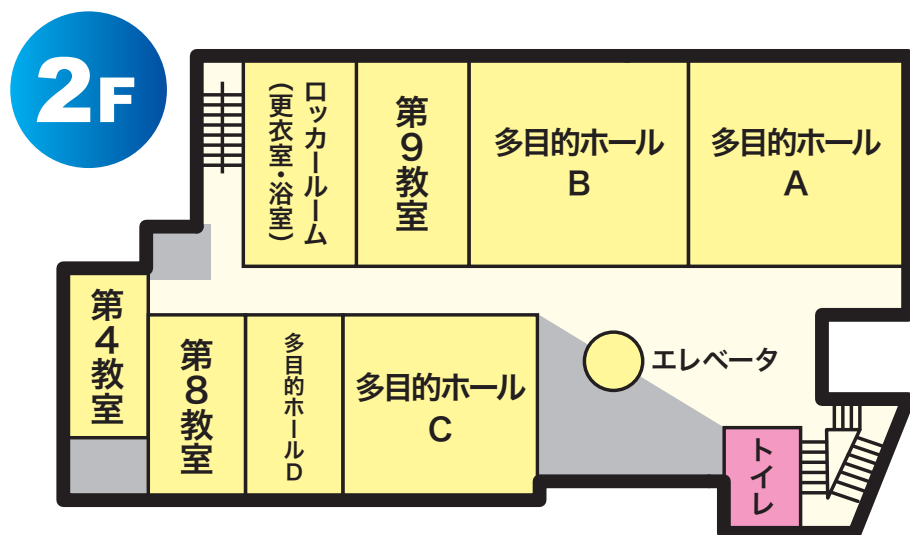 2F
ロッカールーム
(更衣室・浴室)
第9教室
多目的ホール
B
多目的ホール
A
第4教室
第8教室
多目的ホールD
多目的ホール
C
エレベータ
トイレ